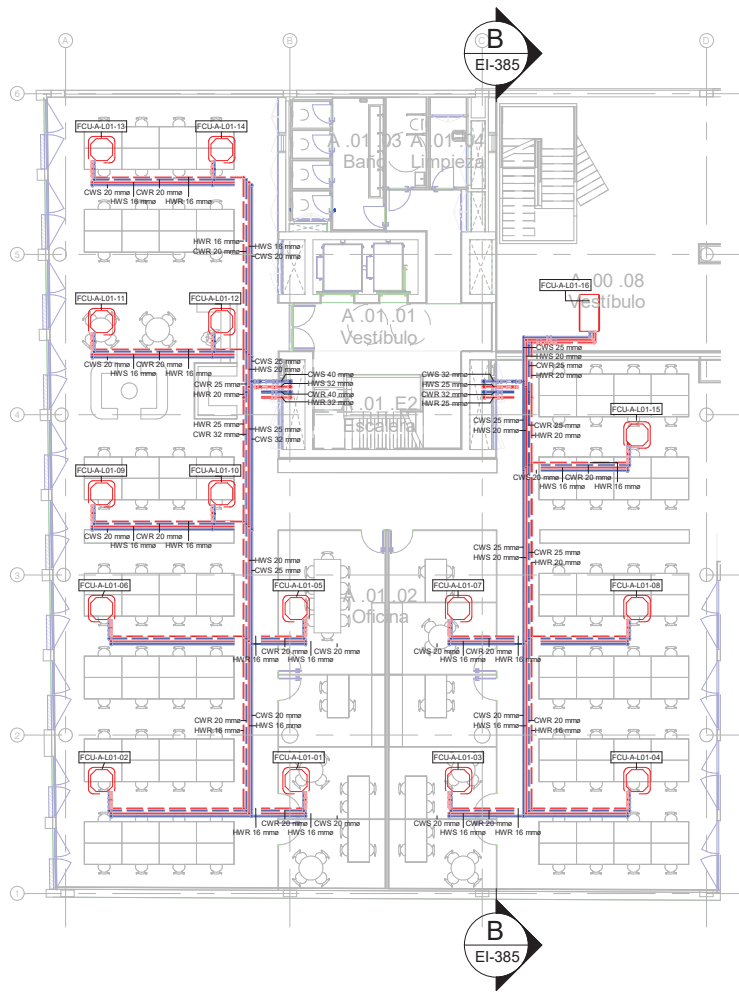 B
EI-385
A
B
C
D
6
FCU-A-L01-13
FCU-A-L01-14
A .01 .03
Baño
A .01 .04
Limpieza
CWS 20 mmø
CWR 20 mmø
HWS 16 mmø
HWR 16 mmø
HWR 16 mmø
HWS 16 mmø
CWR 20 mmø
CWS 20 mmø
5
FCU-A-L01-16
A .00 .08
Vestíbulo
FCU-A-L01-11
FCU-A-L01-12
A .01 .01
Vestíbulo
CWS 20 mmø
CWR 20 mmø
HWS 16 mmø
HWR 16 mmø
CWS 25 mmø
HWS 20 mmø
CWR 25 mmø
HWR 20 mmø
CWS 40 mmø
HWS 32 mmø
CWR 40 mmø
HWR 32 mmø
CWS 32 mmø
HWS 25 mmø
CWR 32 mmø
HWR 25 mmø
CWS 25 mmø
HWS 20 mmø
CWR 25 mmø
HWR 20 mmø
4
A .01 .E2
Escalera
FCU-A-L01-15
HWR 25 mmø
CWR 32 mmø
HWS 25 mmø
CWS 32 mmø
CWS 25 mmø
HWS 20 mmø
CWR 25 mmø
HWR 20 mmø
FCU-A-L01-09
FCU-A-L01-10
CWS 20 mmø
CWR 20 mmø
HWS 16 mmø
HWR 16 mmø
CWS 20 mmø
CWR 20 mmø
HWS 16 mmø
HWR 16 mmø
HWS 20 mmø
CWS 25 mmø
CWS 25 mmø
HWS 20 mmø
CWR 25 mmø
HWR 20 mmø
3
FCU-A-L01-06
FCU-A-L01-05
A .01 .02
Oficina
FCU-A-L01-07
FCU-A-L01-08
CWR 20 mmø
CWS 20 mmø
HWR 16 mmø
HWS 16 mmø
CWS 20 mmø
CWR 20 mmø
HWS 16 mmø
HWR 16 mmø
CWR 20 mmø
HWR 16 mmø
CWS 20 mmø
HWS 16 mmø
CWS 20 mmø
HWS 16 mmø
CWR 20 mmø
HWR 16 mmø
2
FCU-A-L01-02
FCU-A-L01-01
FCU-A-L01-03
FCU-A-L01-04
CWR 20 mmø
CWS 20 mmø
HWR 16 mmø
HWS 16 mmø
CWS 20 mmø
CWR 20 mmø
HWS 16 mmø
HWR 16 mmø
1
B
EI-385